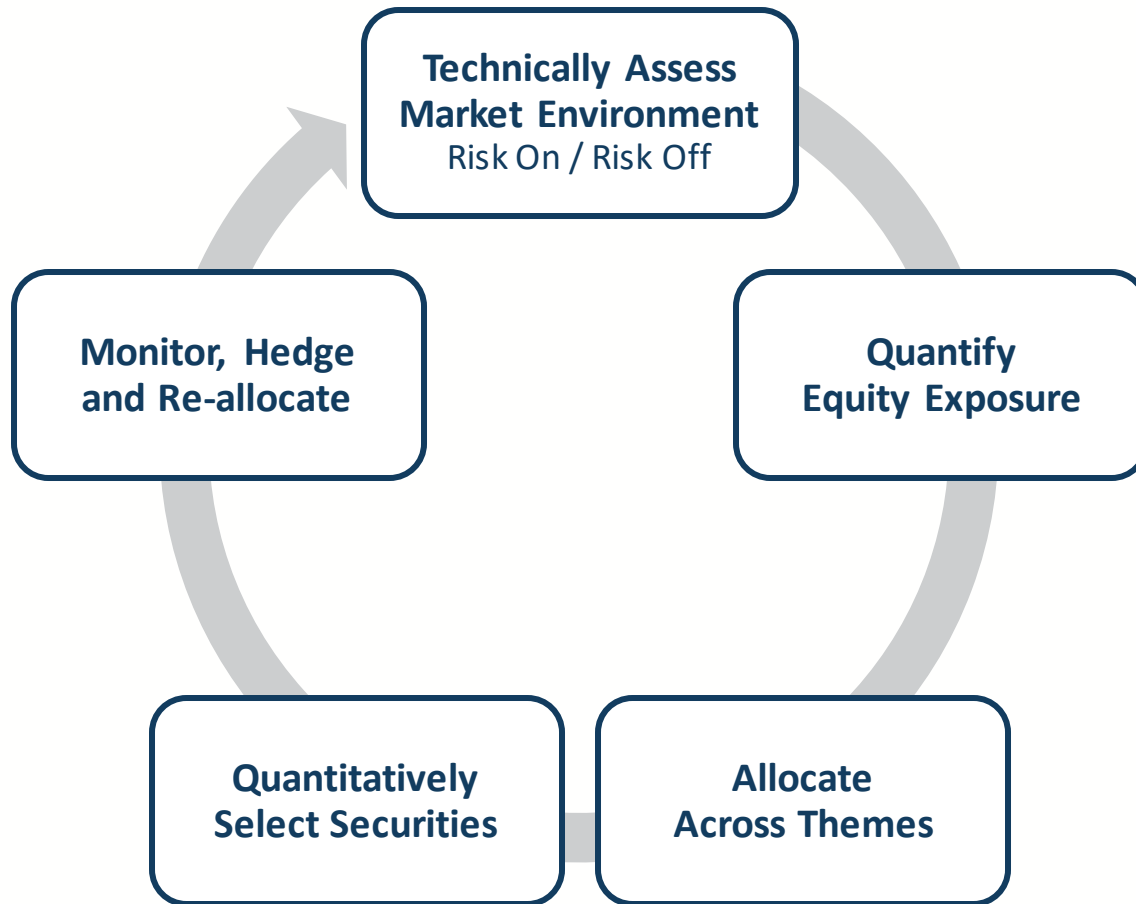 Technically Assess
Market Environment
Risk On / Risk Off
Quantify
Equity Exposure
Allocate
Across Themes
Quantitatively
Select Securities
Monitor, Hedge
and Re-allocate